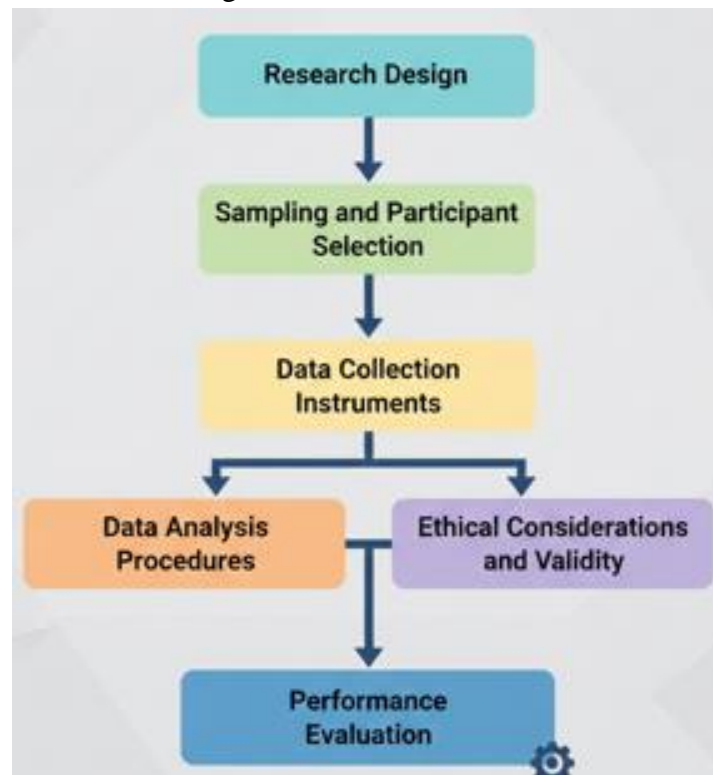 Research Design
Sampling and Participant
Selection
Data Collection
Instruments
Data Analysis
Procedures
Ethical Considerations
and Validity
Performance
Evaluation